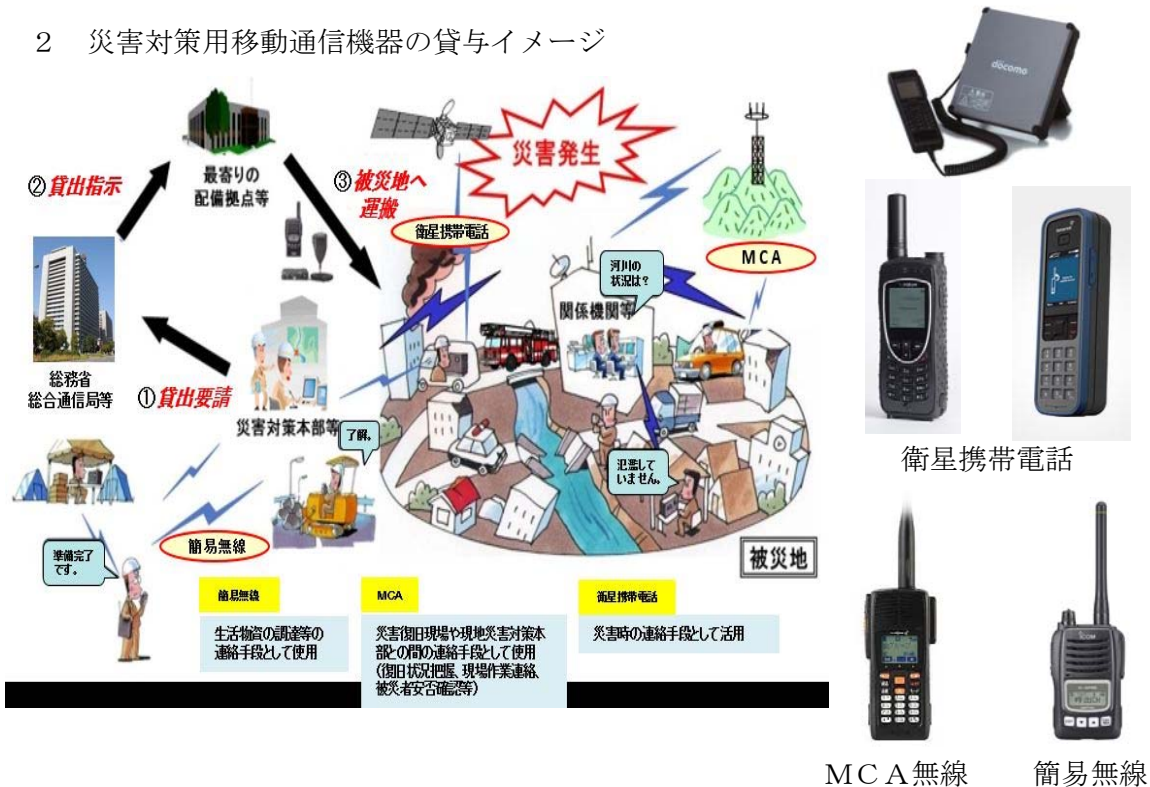 2 災害対策用移動通信機器の貸与イメージ
docomo
災害発生
②貸出指示
最寄りの
配備拠点等
③被災地へ
運搬
衛星携帯電話
MCA
河川の
状況は?
関係機関等
総務省
総合通信局等
①貸出要請
災害対策本部等
了解。
氾濫して
いません。
簡易無線
準備完了
です。
被災地
簡易無線
生活物資の調達等の
連絡手段として使用
MCA
災害復旧現場や現地災害対策本
部との間の連絡手段として使用
(復旧状況把握、現場作業連絡、
被災者安否確認等)
衛星携帯電話
災害時の連絡手段として活用
衛星携帯電話
ICOM
MCA無線
簡易無線